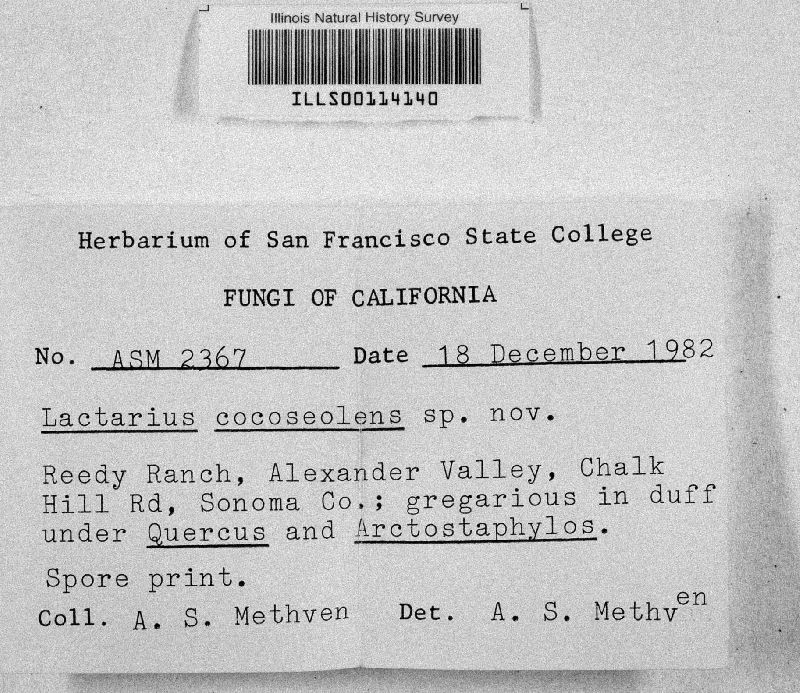 Illinois Natural History Survey
ILLS00114140
Herbarium of San Francisco State College
FUNGI OF CALIFORNIA
No. ASM 2367 Date 18 December 1982
Lactarius cocoseolens sp. nov.
Reedy Ranch, Alexander Valley, Chalk
Hill Rd, Sonoma Co.; gregarious in duff
under Quercus and Arctostaphylos.
Spore print.
Coll. A. S. Methven Det. A. S. Methven